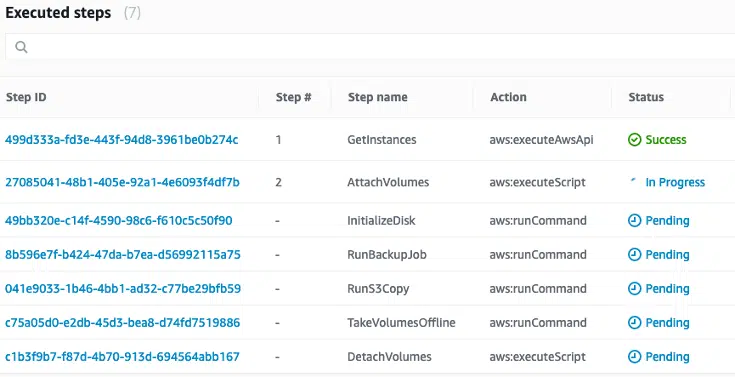 Executed steps (7)
Step ID Step # Step name Action Status
499d333a-fd3e-443f-94d8-3961be0b274c 1 GetInstances aws:executeAwsApi Success
27085041-48b1-405e-92a1-4e6093f4df7b 2 AttachVolumes aws:executeScript In Progress
49bb320e-c14f-4590-98c6-f610c5c50f90 - InitializeDisk aws:runCommand Pending
8b596e7f-b424-47da-b7ea-d56992115a75 - RunBackupJob aws:runCommand Pending
041e9033-1b46-4bb1-ad32-c77be29bfb59 - RunS3Copy aws:runCommand Pending
c75a05d0-e2db-45d3-bea8-d74fd7519886 - TakeVolumesOffline aws:runCommand Pending
c1b3f9b7-f87d-4b70-913d-694564abb167 - DetachVolumes aws:executeScript Pending